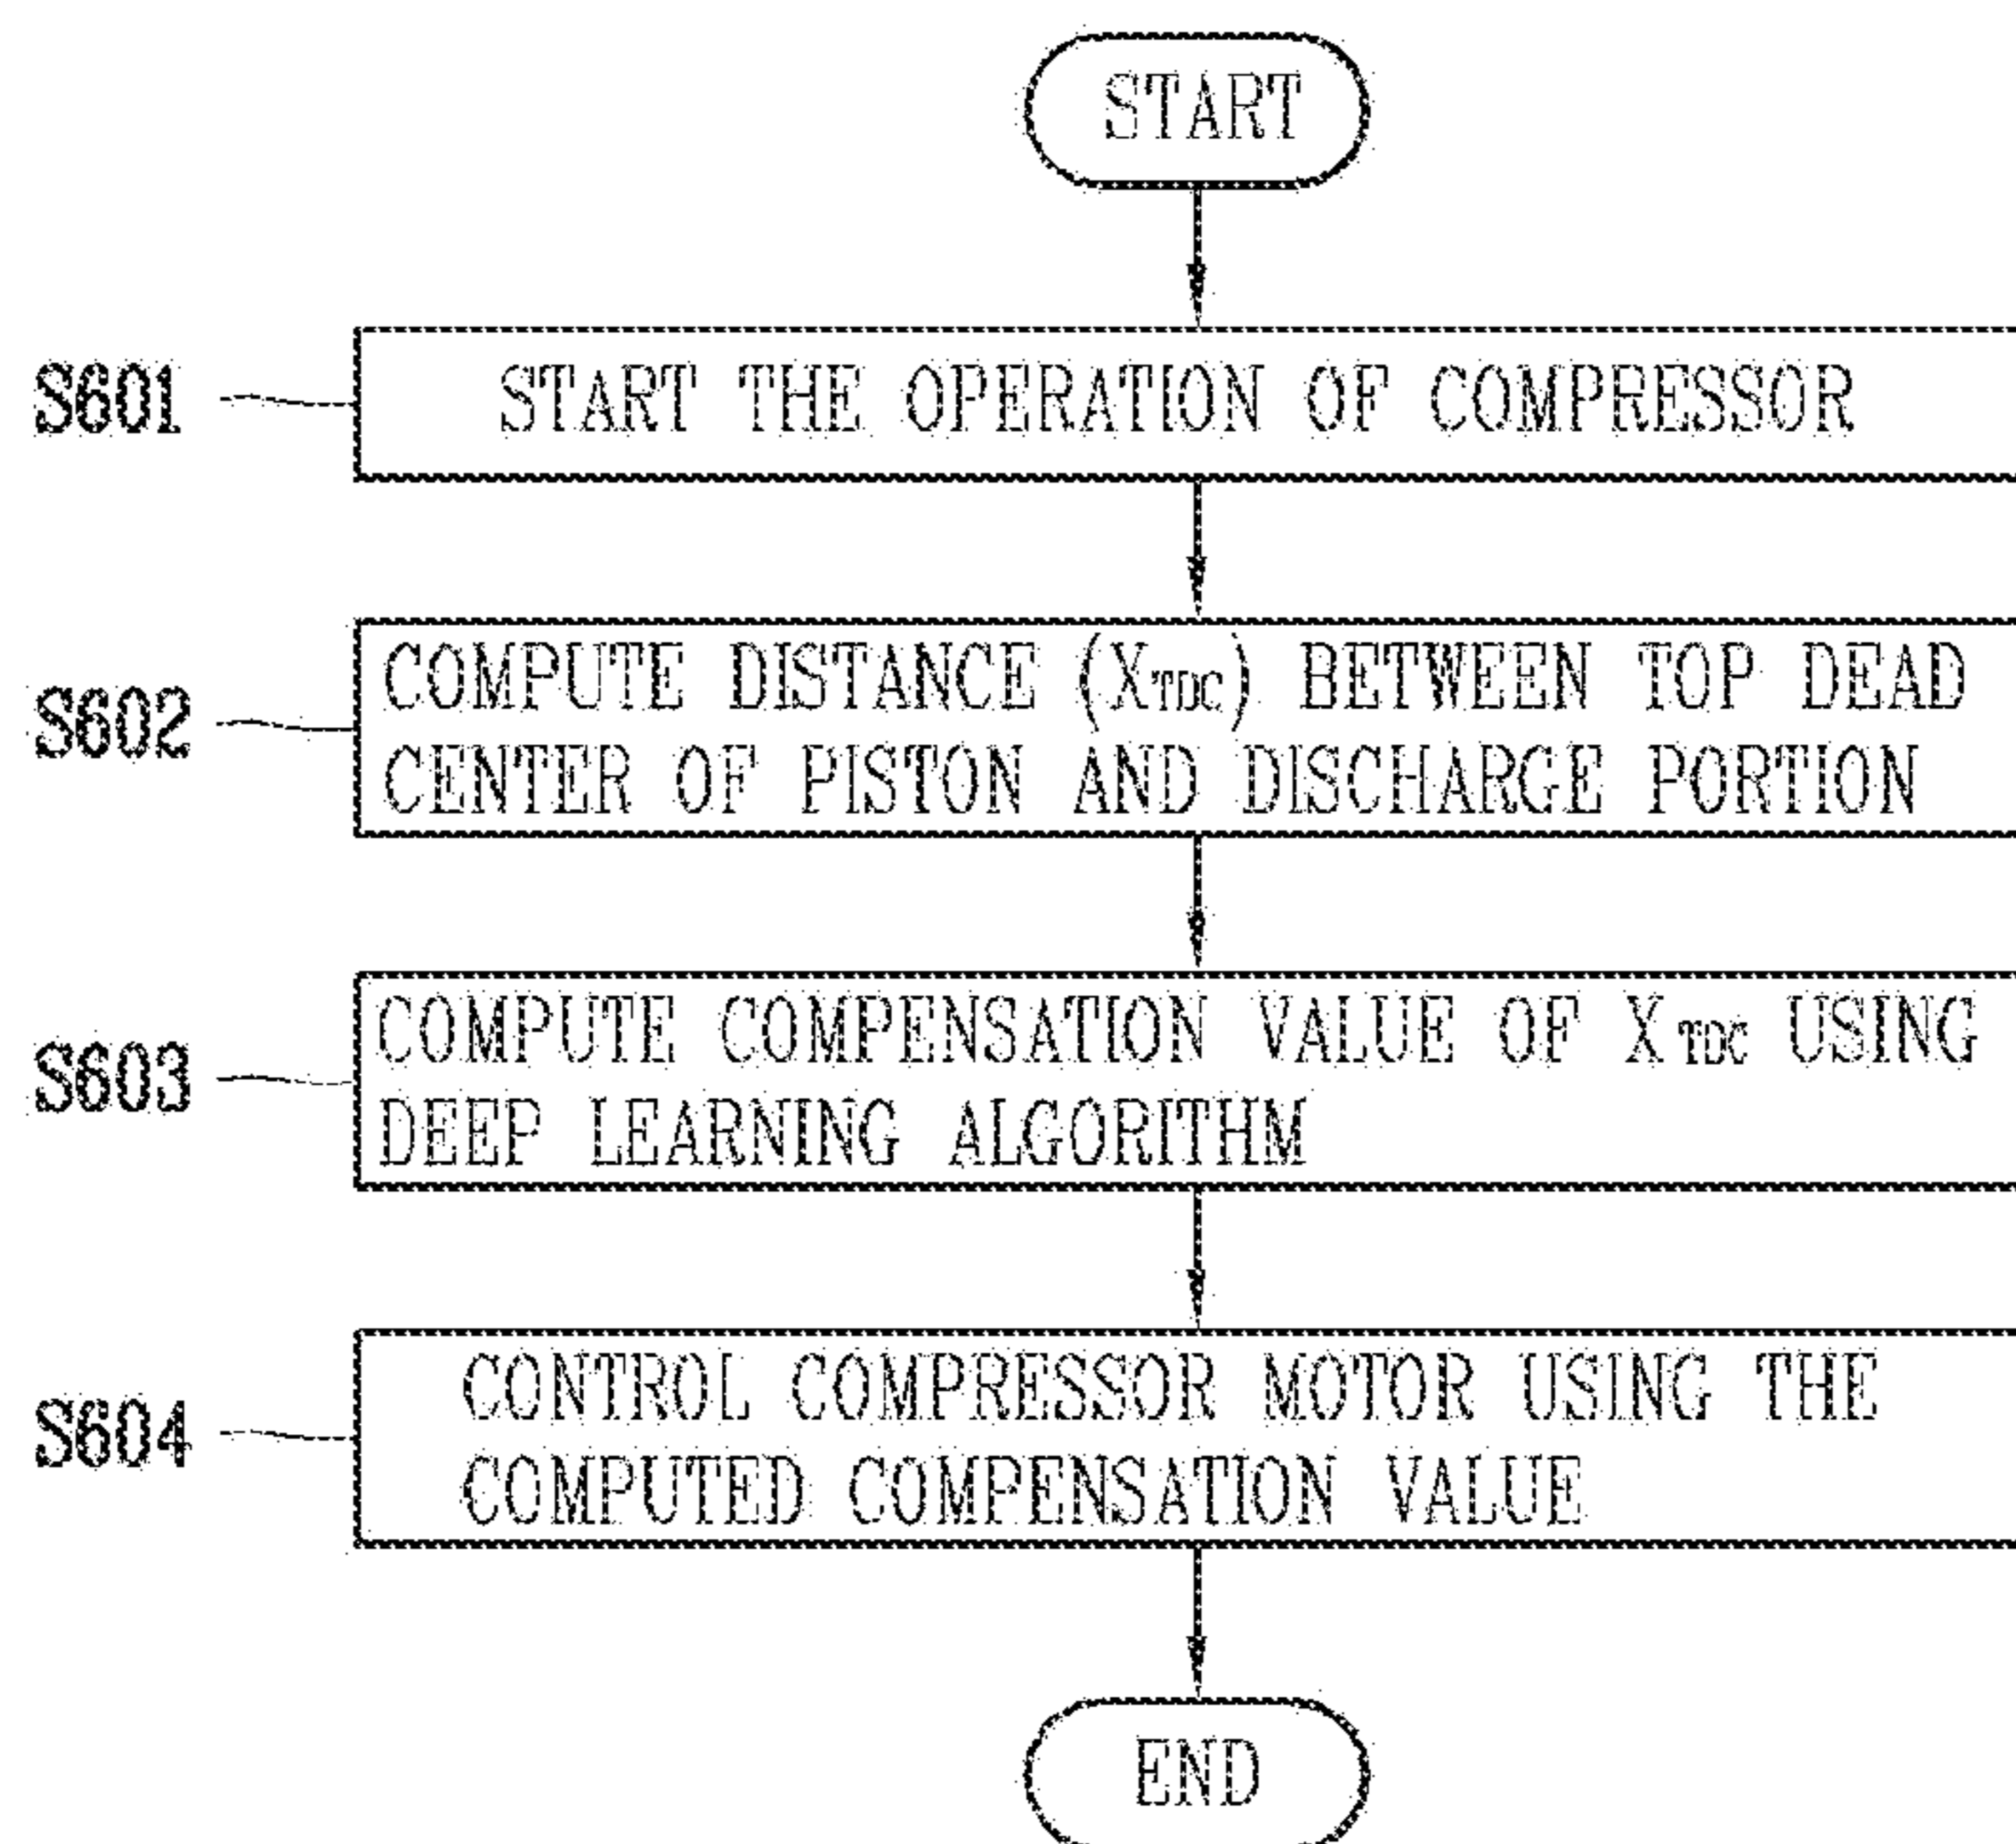 START
S601
START THE OPERATION OF COMPRESSOR
S602
COMPUTE DISTANCE (XTDC) BETWEEN TOP DEAD
CENTER OF PISTON AND DISCHARGE PORTION
S603
COMPUTE COMPENSATION VALUE OF XTDC USING
DEEP LEARNING ALGORITHM
S604
CONTROL COMPRESSOR MOTOR USING THE
COMPUTED COMPENSATION VALUE
END